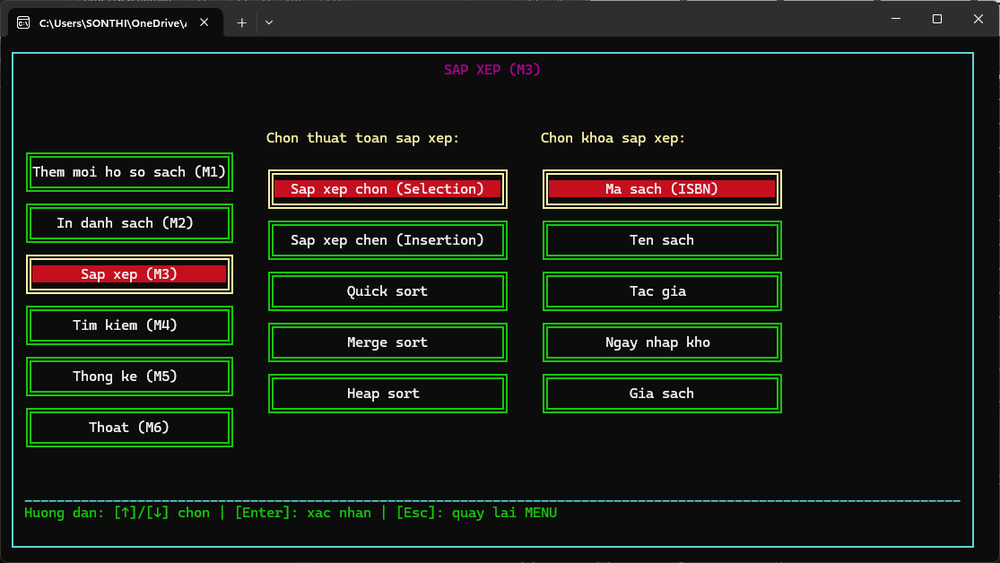 C:\Users\SONTHI\OneDrive\
SAP XEP (M3)
Chon thuat toan sap xep:
Chon khoa sap xep:
Them moi ho so sach (M1)
In danh sach (M2)
Sap xep (M3)
Tim kiem (M4)
Thong ke (M5)
Thoat (M6)
Sap xep chon (Selection)
Sap xep chen (Insertion)
Quick sort
Merge sort
Heap sort
Ma sach (ISBN)
Ten sach
Tac gia
Ngay nhap kho
Gia sach
Huong dan: [↑]/[↓] chon | [Enter]: xac nhan | [Esc]: quay lai MENU